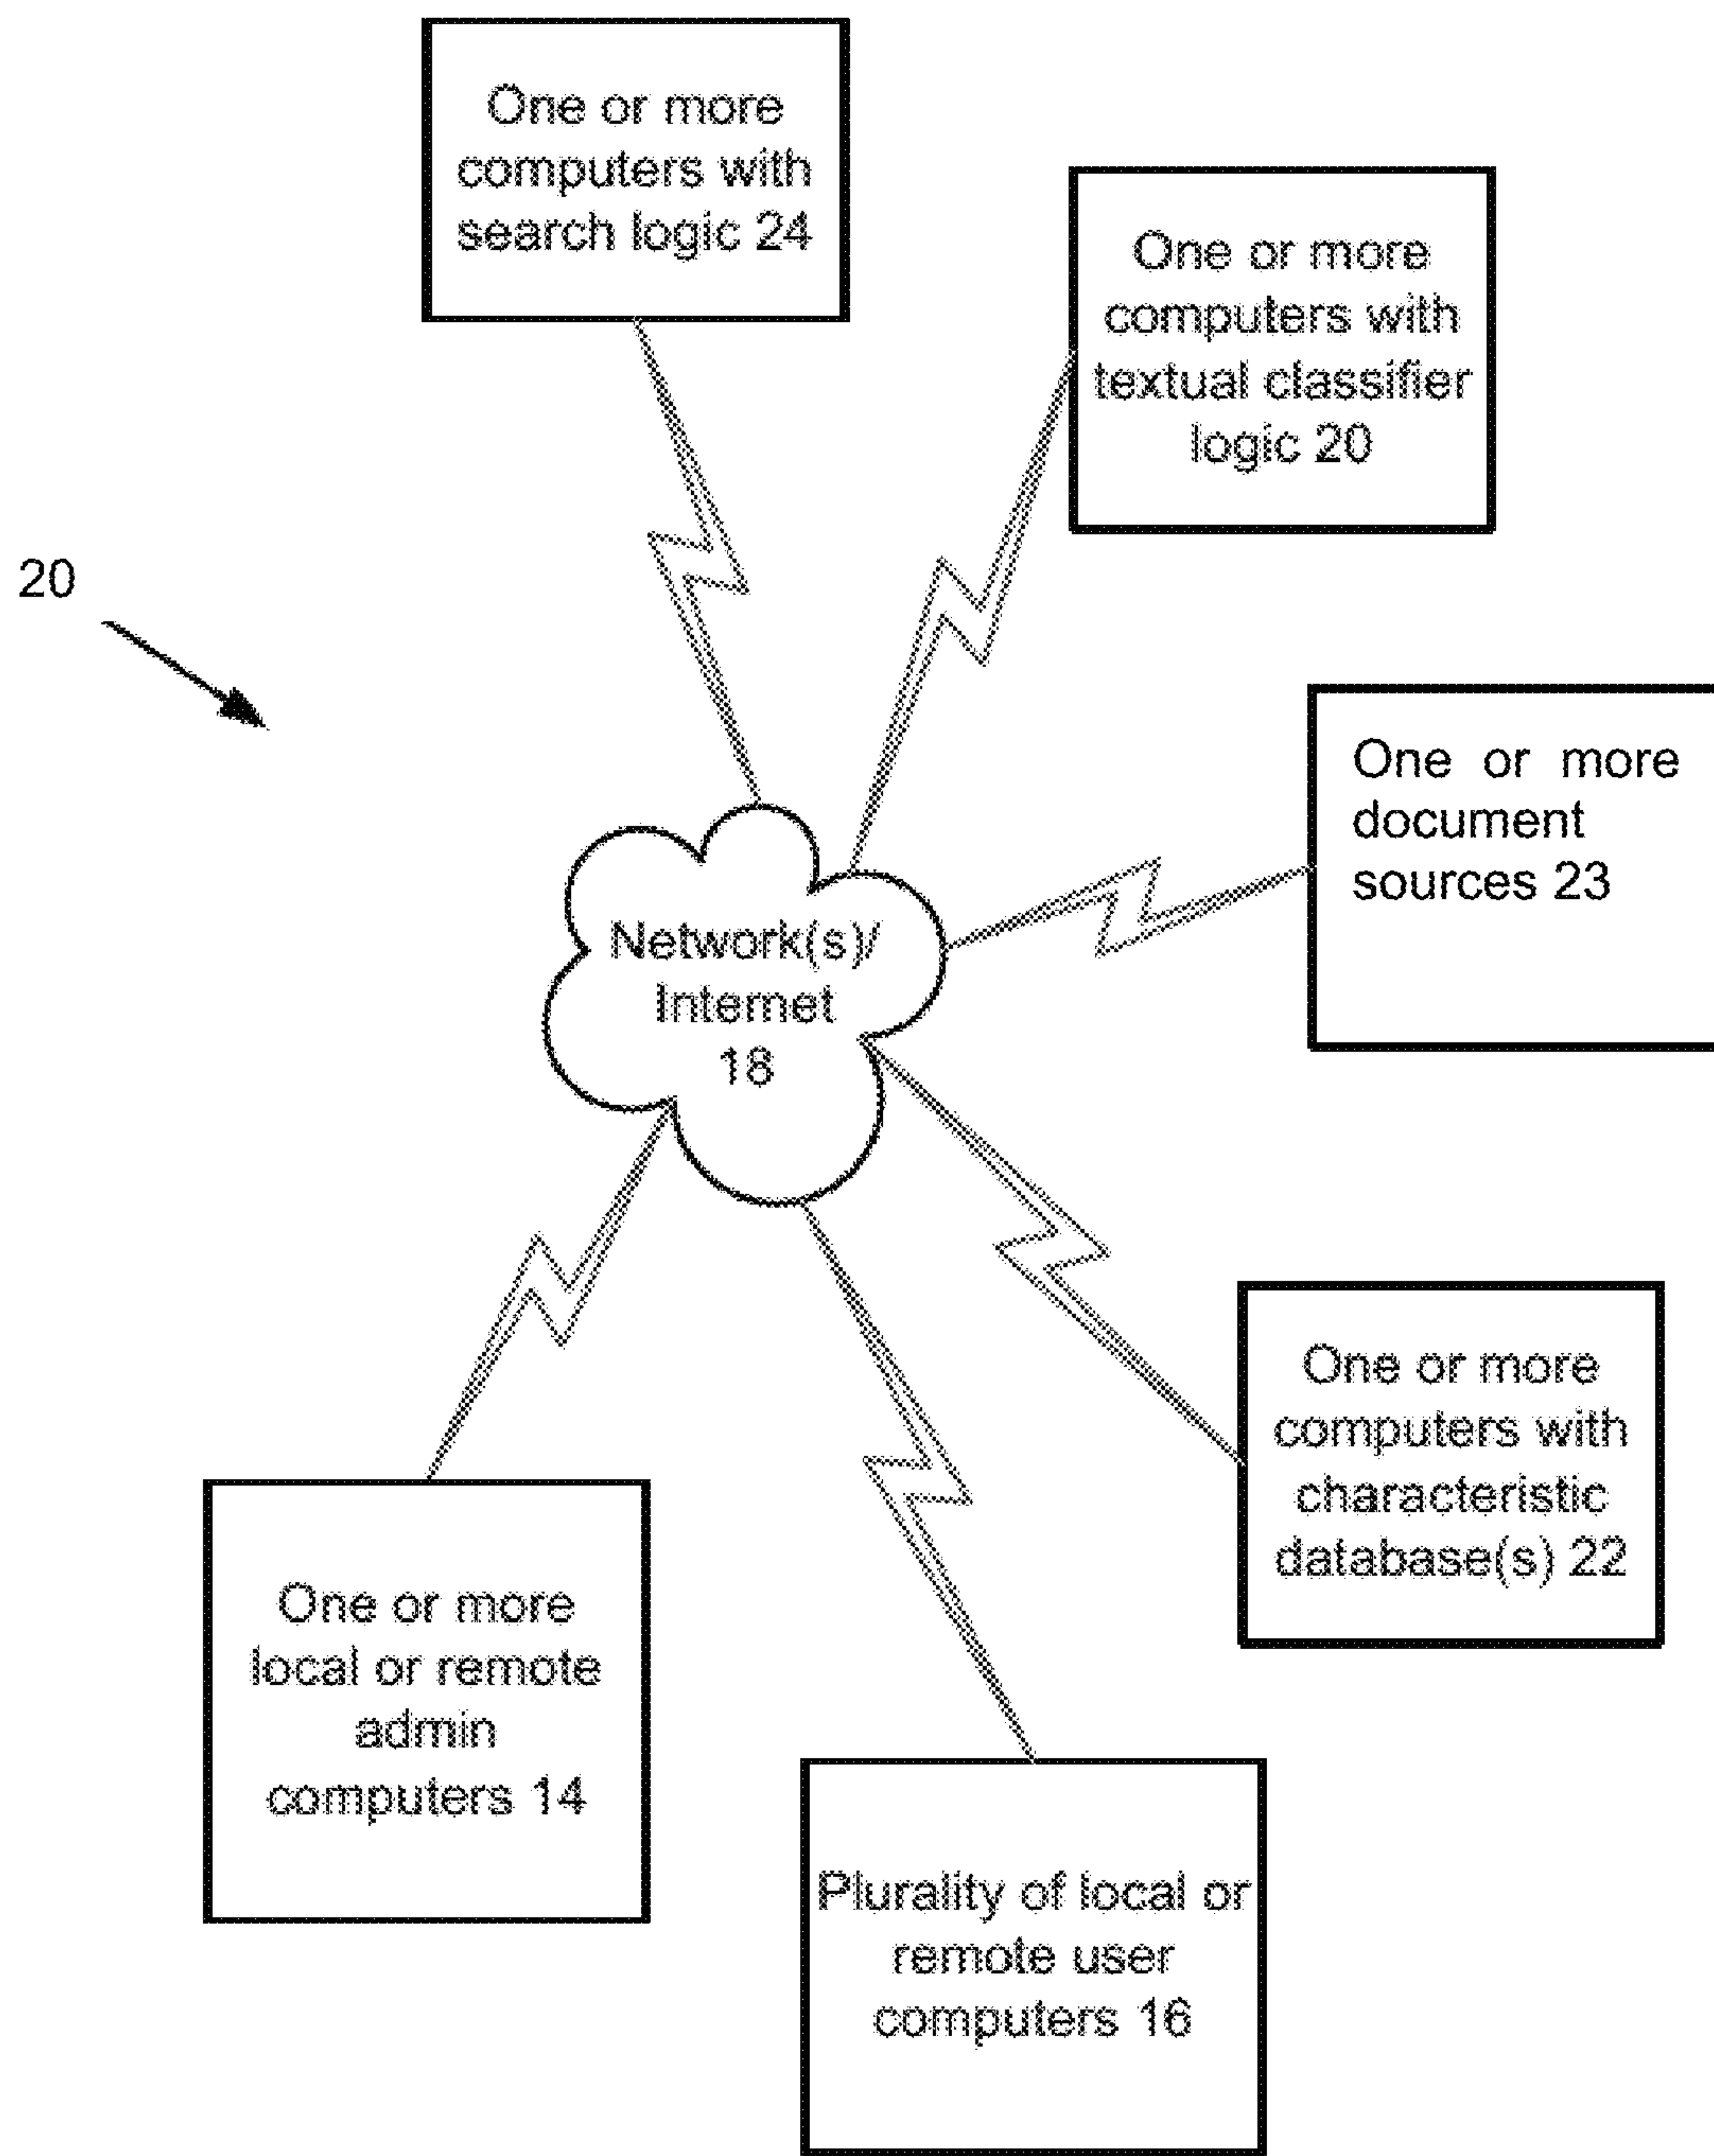 One or more
computers with
search logic 24
One or more
computers with
textual classifier
logic 20
20
One or more
document
sources 23
Network(s)/
Internet
18
One or more
computers with
characteristic
database(s) 22
One or more
local or remote
admin
computers 14
Plurality of local or
remote user
computers 16